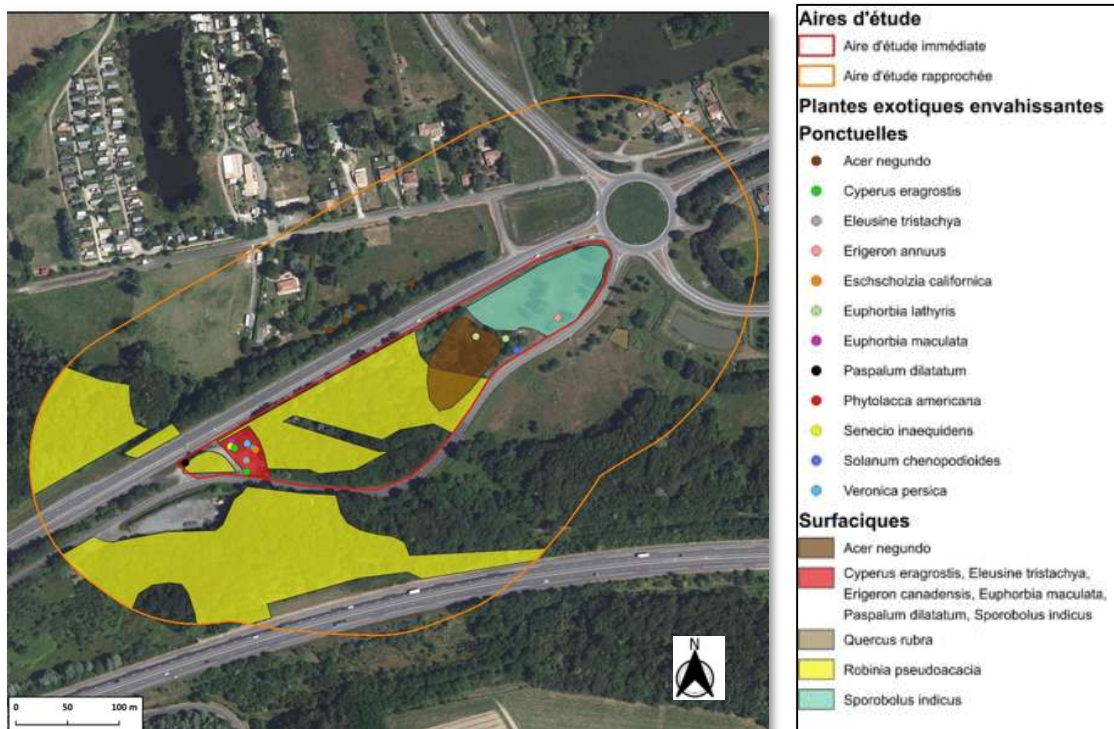 N
0 50 100 m
Aires d'étude
Aire d'étude immédiate
Aire d'étude rapprochée
Plantes exotiques envahissantes
Ponctuelles
Acer negundo
Cyperus eragrostis
Eleusine tristachya
Erigeron annuus
Eschscholzia californica
Euphorbia lathyris
Euphorbia maculata
Paspalum dilatatum
Phytolacca americana
Senecio inaequidens
Solanum chenopodioides
Veronica persica
Surfaciques
Acer negundo
Cyperus eragrostis, Eleusine tristachya,
Erigeron canadensis, Euphorbia maculata,
Paspalum dilatatum, Sporobolus indicus
Quercus rubra
Robinia pseudoacacia
Sporobolus indicus